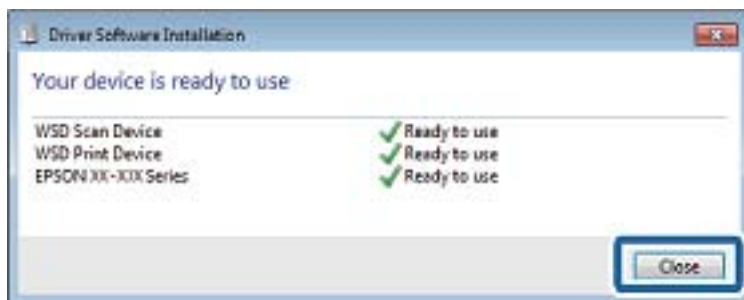 Driver Software Installation
Your device is ready to use
WSD Scan Device Ready to use
WSD Print Device Ready to use
EPSON XX-XXX Series Ready to use
Close